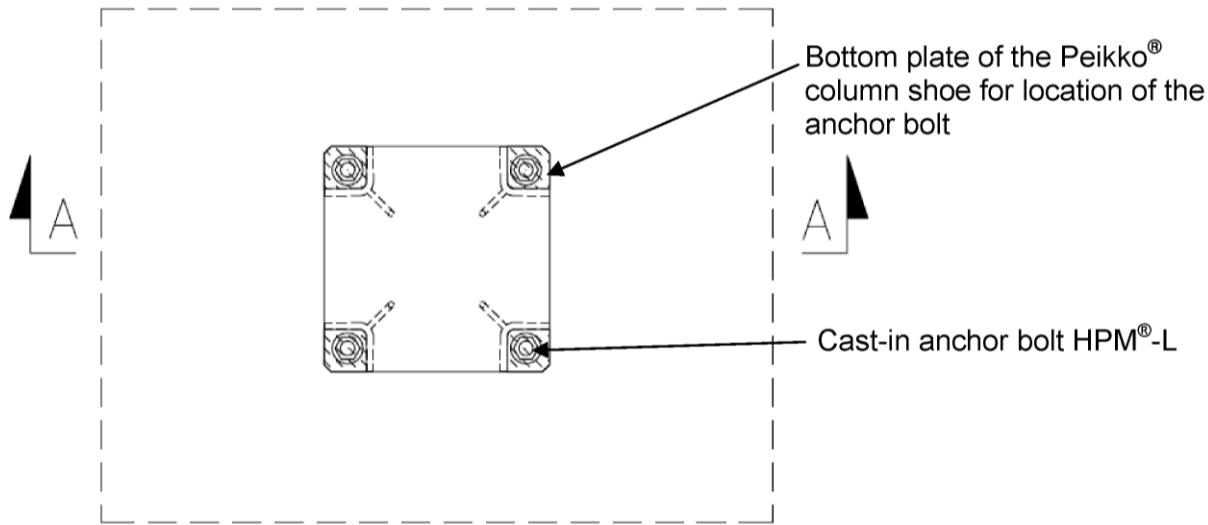 Bottom plate of the Peikko®
column shoe for location of the
anchor bolt
A
A
Cast-in anchor bolt HPM®-L